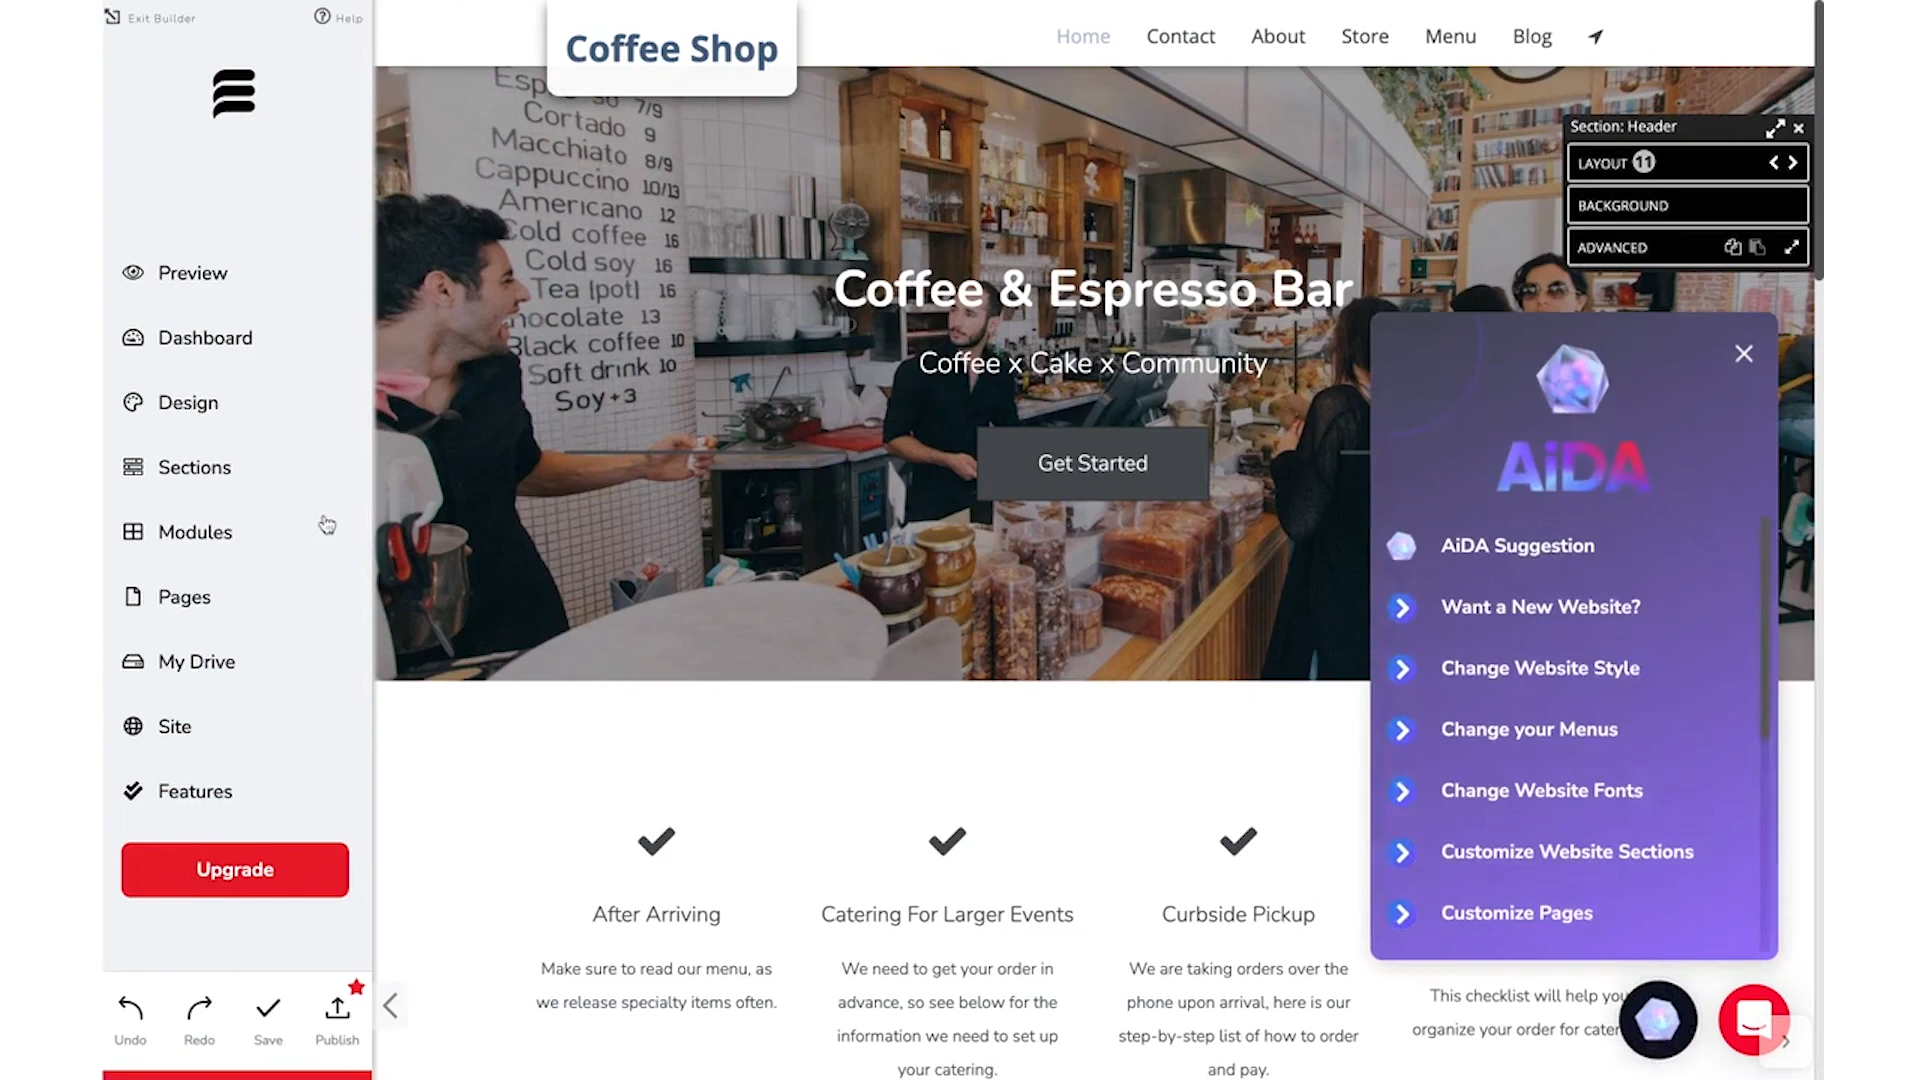 Exit Builder
Help
Preview
Dashboard
Design
Sections
Modules
Pages
My Drive
Site
Features
Upgrade
Undo
Redo
Save
Publish
Coffee Shop
Home
Contact
About
Store
Menu
Blog
7/9
Cortado 9
Macchiato 8/9
Cappuccino 10/13
Americano 12
Cold coffee 16
Cold soy 16
Tea (pot) 16
13
Black coffee 10
Soft drink 10
Soy+3
Coffee & Espresso Bar
Coffee x Cake x Community
Get Started
Section: Header
LAYOUT 11
BACKGROUND
ADVANCED
AiDA
AiDA Suggestion
Want a New Website?
Change Website Style
Change your Menus
Change Website Fonts
Customize Website Sections
Customize Pages
After Arriving
Make sure to read our menu, as
we release specialty items often.
Catering For Larger Events
We need to get your order in
advance, so see below for the
information we need to set up
your catering.
Curbside Pickup
We are taking orders over the
phone upon arrival, here is our
step-by-step list of how to order
and pay.
This checklist will help you
organize your order for